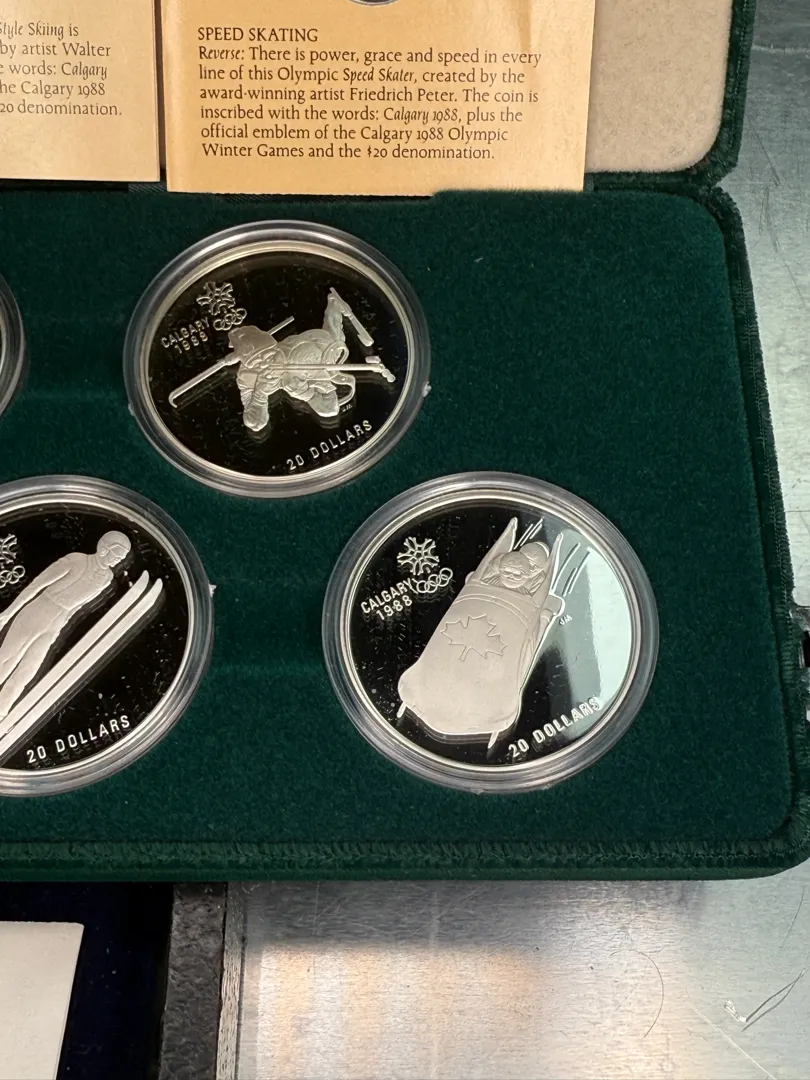 Style Skiing is
by artist Walter
e words: Calgary
he Calgary 1988
20 denomination.
SPEED SKATING
Reverse: There is power, grace and speed in every
line of this Olympic Speed Skater, created by the
award-winning artist Friedrich Peter. The coin is
inscribed with the words: Calgary 1988, plus the
official emblem of the Calgary 1988 Olympic
Winter Games and the $20 denomination.
CALGARY
1988
20 DOLLARS
20 DOLLARS
CALGARY
1988
JM
20 DOLLARS